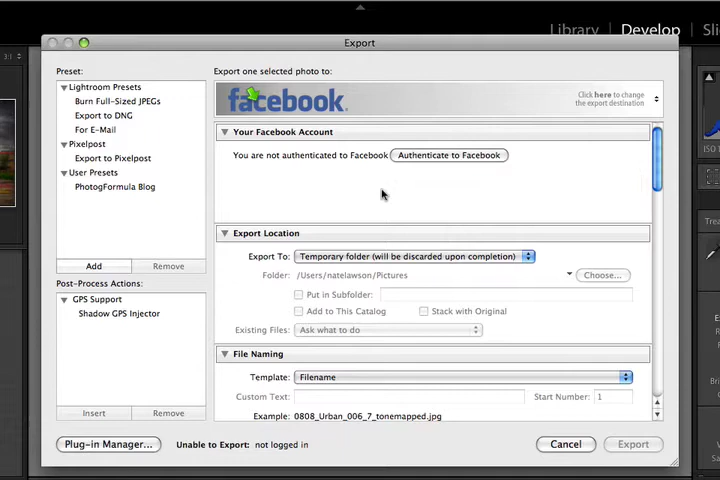 Library | Develop |
Export
Preset:
Lightroom Presets
Burn Full-Sized JPEGs
Export to DNG
For E-Mail
Pixelpost
Export to Pixelpost
User Presets
PhotogFormula Blog
Add
Remove
Post-Process Actions:
GPS Support
Shadow GPS Injector
Insert
Remove
Export one selected photo to:
facebook.
Click here to change
the export destination
Your Facebook Account
You are not authenticated to Facebook Authenticate to Facebook
Export Location
Export To: Temporary folder (will be discarded upon completion)
Folder: /Users/natelawson/Pictures Choose...
Put in Subfolder:
Add to This Catalog Stack with Original
Existing Files: Ask what to do
File Naming
Template: Filename
Custom Text: Start Number: 1
Example: 0808_Urban_006_7_tonemapped.jpg
Plug-in Manager... Unable to Export: not logged in Cancel Export
ISO